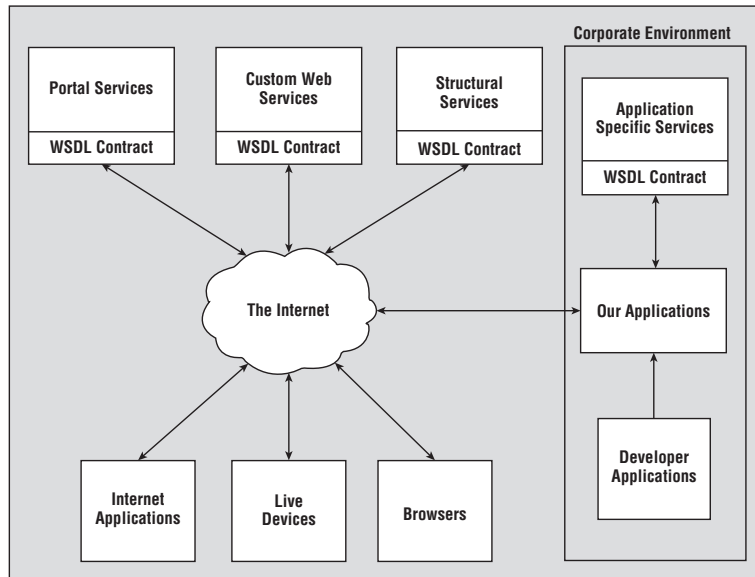 Corporate Environment
Portal Services
WSDL Contract
Custom Web
Services
WSDL Contract
Structural
Services
WSDL Contract
Application
Specific Services
WSDL Contract
The Internet
Our Applications
Internet
Applications
Live
Devices
Browsers
Developer
Applications